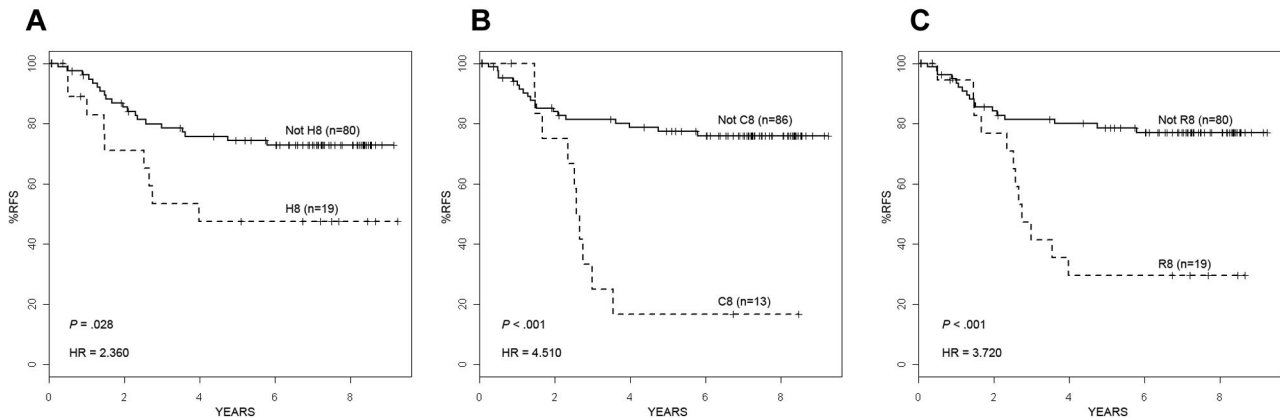 A
100
80
60
40
20
0
%RFS
Not H8 (n=80)
H8 (n=19)
P = .028
HR = 2.360
0 2 4 6 8
YEARS
B
100
80
60
40
20
0
%RFS
Not C8 (n=86)
C8 (n=13)
P < .001
HR = 4.510
0 2 4 6 8
YEARS
C
100
80
60
40
20
0
%RFS
Not R8 (n=80)
R8 (n=19)
P < .001
HR = 3.720
0 2 4 6 8
YEARS